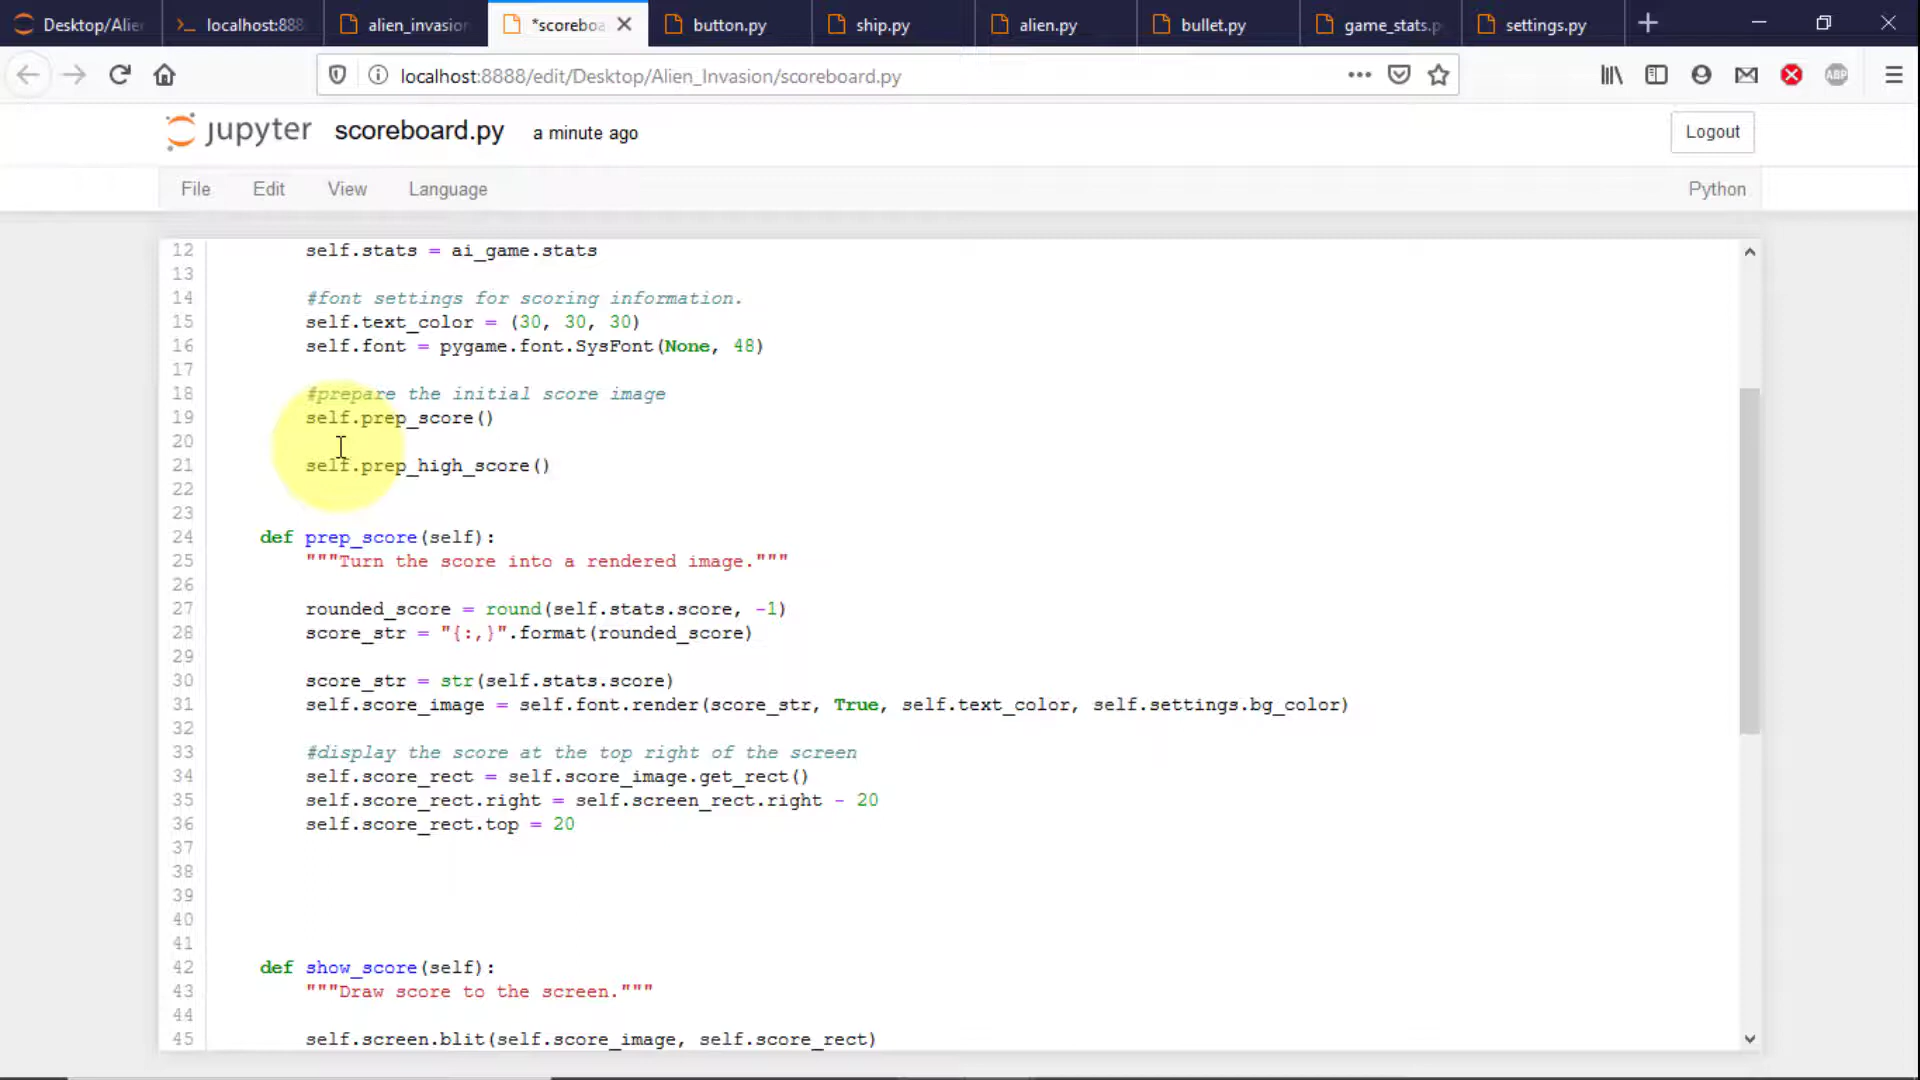 Desktop/Alie
localhost:888
alien_invasion
*scoreboa
button.py
ship.py
alien.py
bullet.py
game_stats.p
settings.py
localhost:8888/edit/Desktop/Alien_Invasion/scoreboard.py
ABP
jupyter scoreboard.py a minute ago
Logout
File Edit View Language Python
12 self.stats = ai_game.stats
13
14 #font settings for scoring information.
15 self.text_color = (30, 30, 30)
16 self.font = pygame.font.SysFont(None, 48)
17
18 #prepare the initial score image
19 self.prep_score()
20
21 self.prep_high_score()
22
23
24 def prep_score(self):
25 """Turn the score into a rendered image."""
26
27 rounded_score = round(self.stats.score, -1)
28 score_str = "{:,}".format(rounded_score)
29
30 score_str = str(self.stats.score)
31 self.score_image = self.font.render(score_str, True, self.text_color, self.settings.bg_color)
32
33 #display the score at the top right of the screen
34 self.score_rect = self.score_image.get_rect()
35 self.score_rect.right = self.screen_rect.right - 20
36 self.score_rect.top = 20
37
38
39
40
41
42 def show_score(self):
43 """Draw score to the screen."""
44
45 self.screen.blit(self.score_image, self.score_rect)